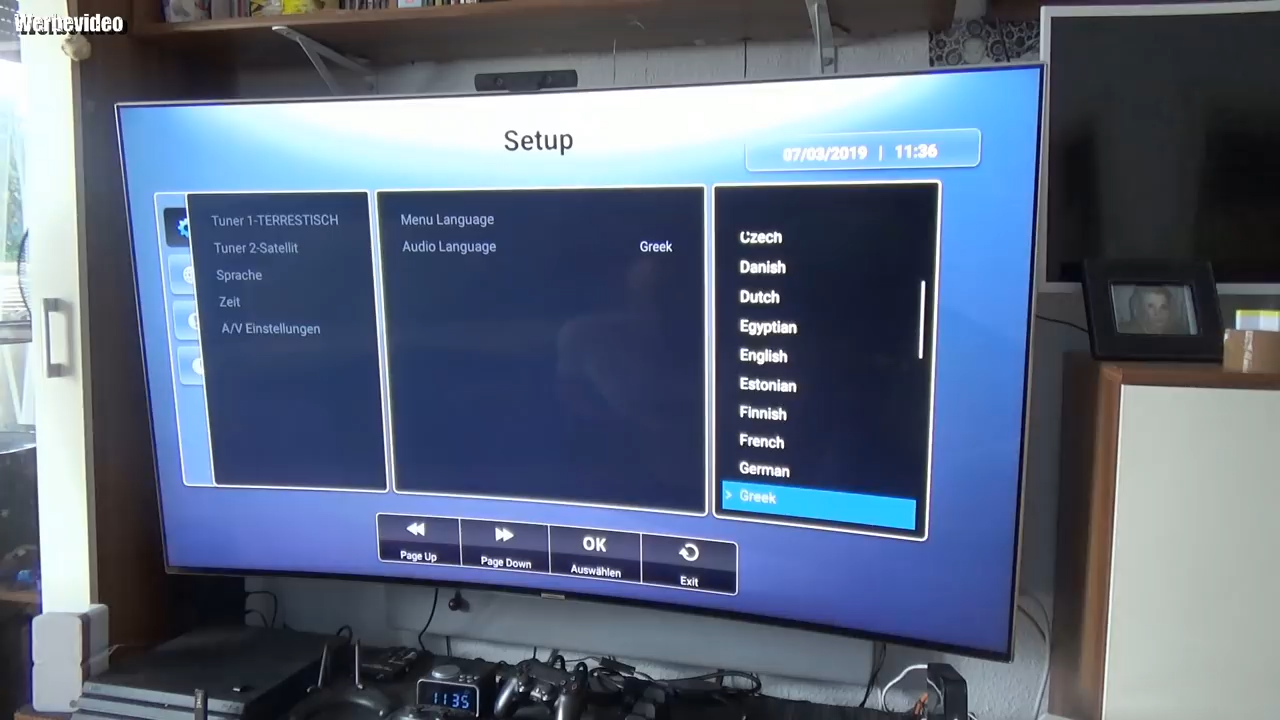 Werbevideo
Setup
07/03/2019 | 11:36
Tuner 1-TERRESTISCH
Tuner 2-Satellit
Sprache
Zeit
A/V Einstellungen
Menu Language
Audio Language Greek
Czech
Danish
Dutch
Egyptian
English
Estonian
Finnish
French
German
> Greek
Page Up
Page Down
OK
Auswählen
Exit
11:35